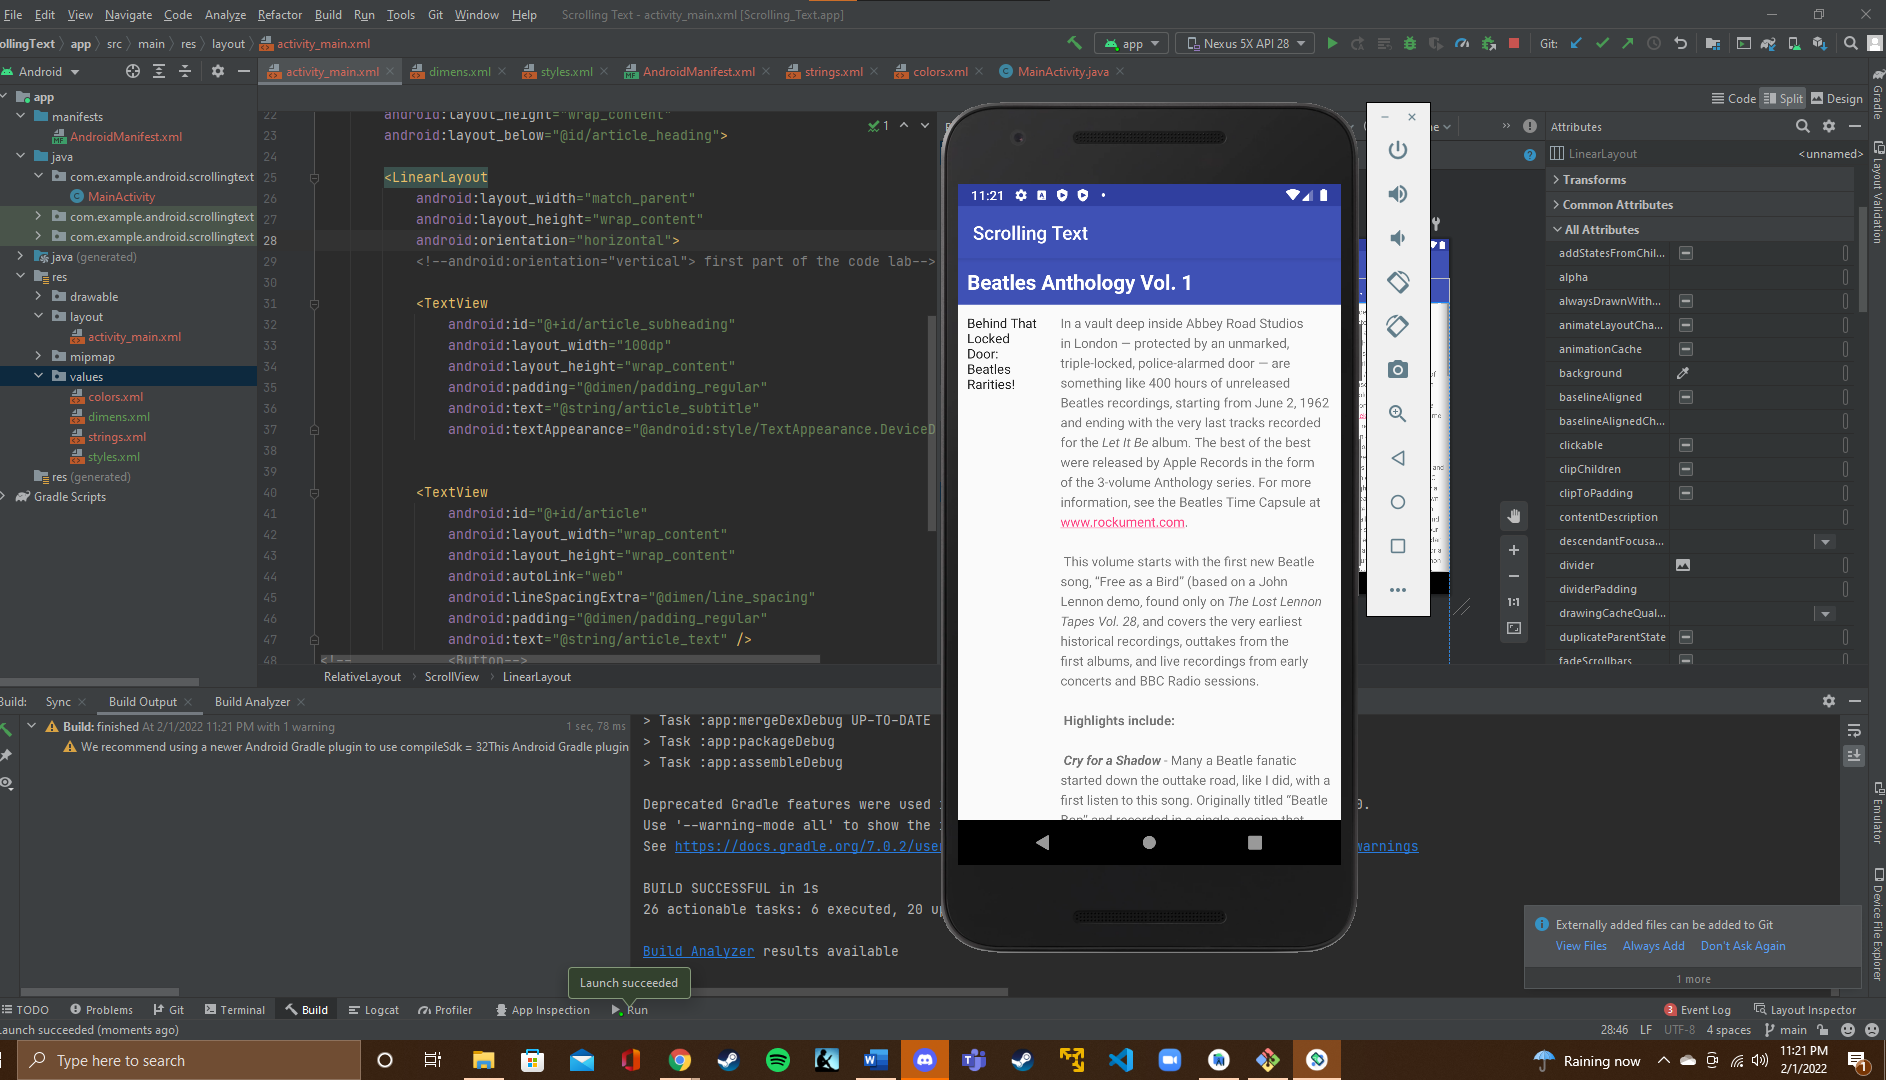 File Edit View Navigate Code Analyze Refactor Build Run Tools Git Window Help Scrolling Text - activity_main.xml [Scrolling_Text.app]
ollingText app src main res layout activity_main.xml
app Nexus 5X API 28 Git:
Android
activity_main.xml dimens.xml styles.xml AndroidManifest.xml strings.xml colors.xml MainActivity.java
Code Split Design
app
manifests
AndroidManifest.xml
java
com.example.android.scrollingtext
MainActivity
com.example.android.scrollingtext
com.example.android.scrollingtext
java (generated)
res
drawable
layout
activity_main.xml
mipmap
values
colors.xml
dimens.xml
strings.xml
styles.xml
res (generated)
Gradle Scripts
22 android:layout_height="wrap_content"
23 android:layout_below="@id/article_heading">
24
25 <LinearLayout
26 android:layout_width="match_parent"
27 android:layout_height="wrap_content"
28 android:orientation="horizontal">
29 <!--android:orientation="vertical"> first part of the code lab-->
30
31 <TextView
32 android:id="@+id/article_subheading"
33 android:layout_width="100dp"
34 android:layout_height="wrap_content"
35 android:padding="@dimen/padding_regular"
36 android:text="@string/article_subtitle"
37 android:textAppearance="@android:style/TextAppearance.DeviceD
38
39
40 <TextView
41 android:id="@+id/article"
42 android:layout_width="wrap_content"
43 android:layout_height="wrap_content"
44 android:autoLink="web"
45 android:lineSpacingExtra="@dimen/line_spacing"
46 android:padding="@dimen/padding_regular"
47 android:text="@string/article_text" />
48 <!-- <Button-->
1
RelativeLayout ScrollView LinearLayout
11:21
Scrolling Text
Beatles Anthology Vol. 1
Behind That
Locked
Door:
Beatles
Rarities!
In a vault deep inside Abbey Road Studios
in London — protected by an unmarked,
triple-locked, police-alarmed door — are
something like 400 hours of unreleased
Beatles recordings, starting from June 2, 1962
and ending with the very last tracks recorded
for the Let It Be album. The best of the best
were released by Apple Records in the form
of the 3-volume Anthology series. For more
information, see the Beatles Time Capsule at
www.rockument.com.
This volume starts with the first new Beatle
song, “Free as a Bird” (based on a John
Lennon demo, found only on The Lost Lennon
Tapes Vol. 28, and covers the very earliest
historical recordings, outtakes from the
first albums, and live recordings from early
concerts and BBC Radio sessions.
Highlights include:
Cry for a Shadow - Many a Beatle fanatic
started down the outtake road, like I did, with a
first listen to this song. Originally titled “Beatle
Bop” and recorded in a single session that
1:1
Attributes
LinearLayout <unnamed>
Transforms
Common Attributes
All Attributes
addStatesFromChil...
alpha
alwaysDrawnWith...
animateLayoutCha...
animationCache
background
baselineAligned
baselineAlignedCh...
clickable
clipChildren
clipToPadding
contentDescription
descendantFocusa...
divider
dividerPadding
drawingCacheQual...
duplicateParentState
fadeScrollbars
Gradle
Layout Validation
Emulator
Device File Explorer
Build: Sync Build Output Build Analyzer
Build: finished At 2/1/2022 11:21 PM with 1 warning 1 sec, 78 ms
We recommend using a newer Android Gradle plugin to use compileSdk = 32This Android Gradle plugin
> Task :app:mergeDexDebug UP-TO-DATE
> Task :app:packageDebug
> Task :app:assembleDebug
Deprecated Gradle features were used 0.
Use '--warning-mode all' to show the
See https://docs.gradle.org/7.0.2/use warnings
BUILD SUCCESSFUL in 1s
26 actionable tasks: 6 executed, 20 u
Build Analyzer results available
Launch succeeded
Externally added files can be added to Git
View Files Always Add Don't Ask Again
1 more
TODO Problems Git Terminal Build Logcat Profiler App Inspection Run 3 Event Log Layout Inspector
Launch succeeded (moments ago) 28:46 LF UTF-8 4 spaces main
Type here to search
Raining now 11:21 PM
2/1/2022
1